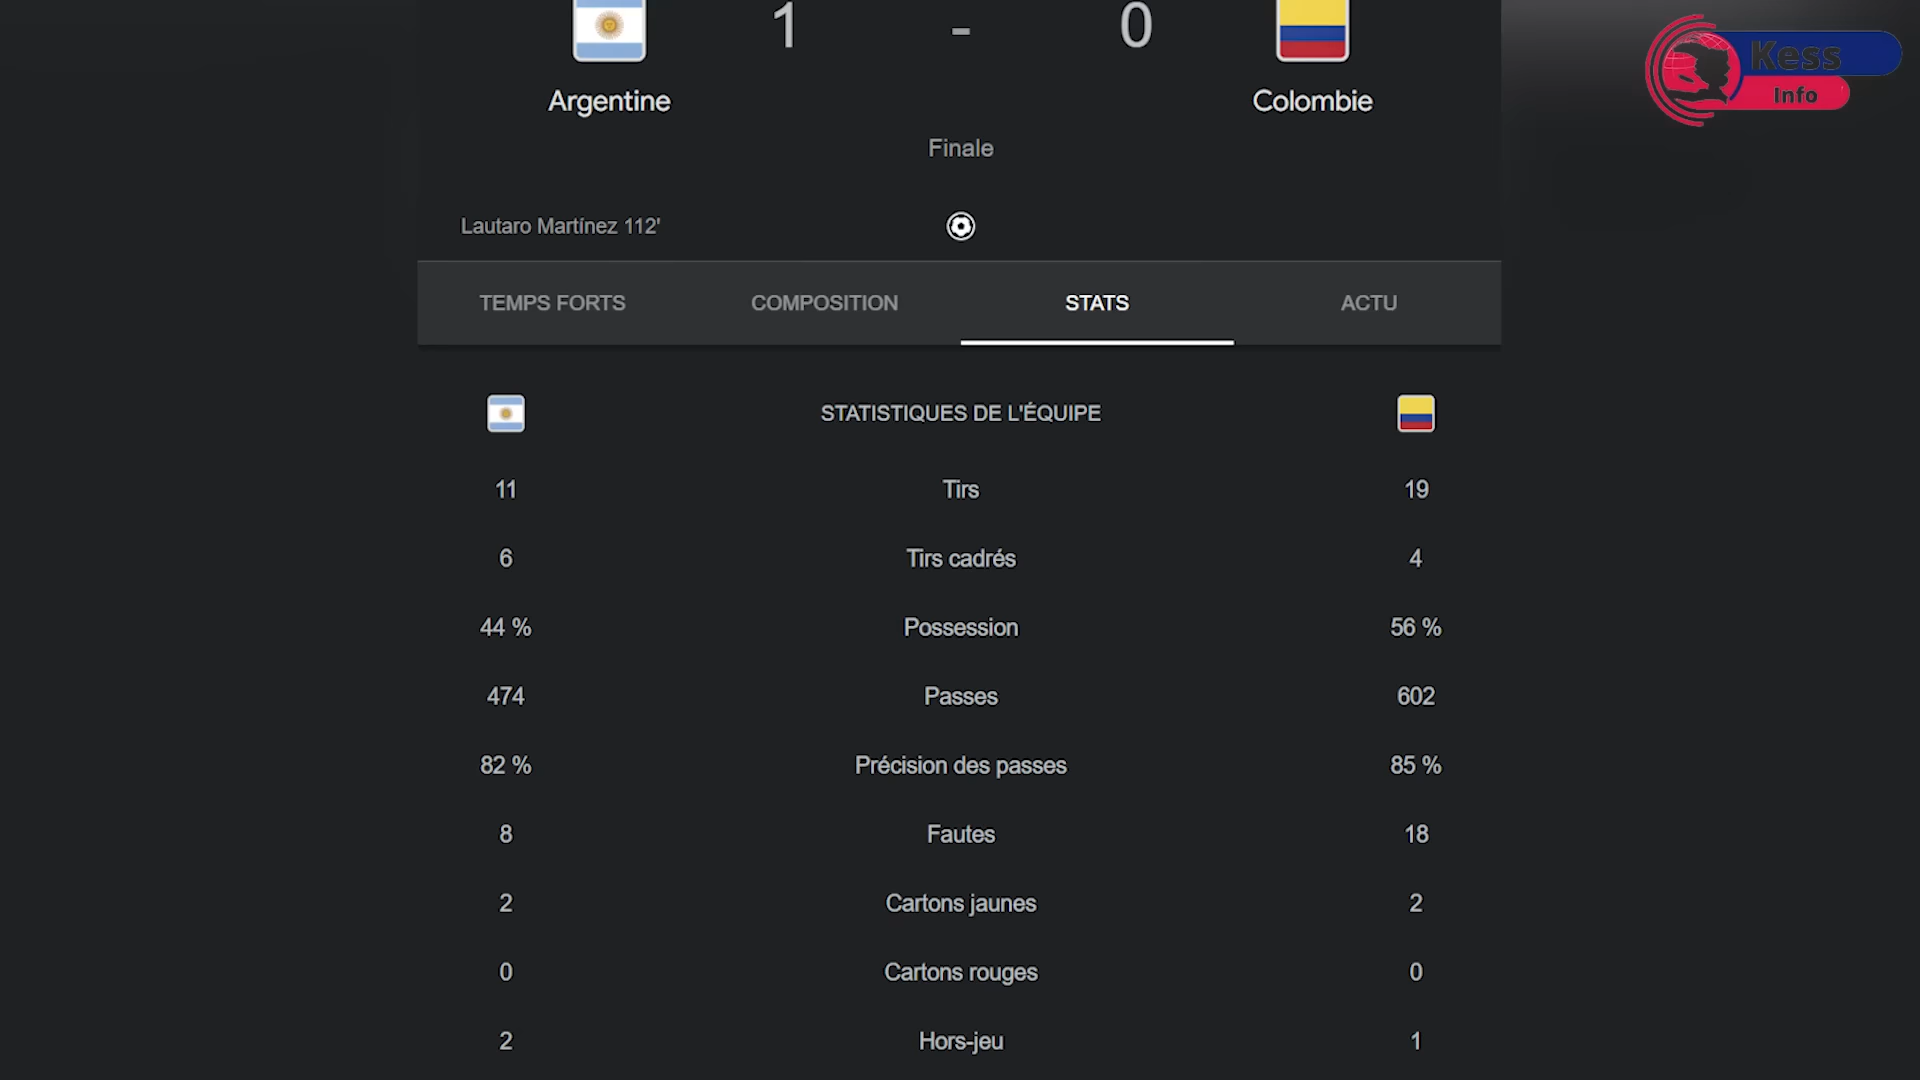 1 - 0
Argentine
Colombie
Finale
Lautaro Martínez 112'
TEMPS FORTS COMPOSITION STATS ACTU
STATISTIQUES DE L'ÉQUIPE
11 Tirs 19
6 Tirs cadrés 4
44 % Possession 56 %
474 Passes 602
82 % Précision des passes 85 %
8 Fautes 18
2 Cartons jaunes 2
0 Cartons rouges 0
2 Hors-jeu 1
Kess
Info